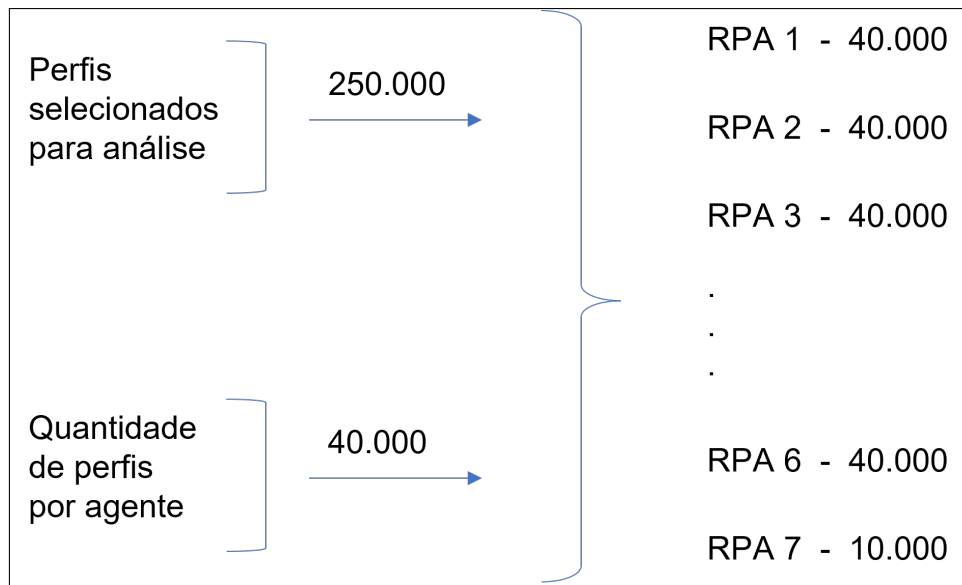 Perfis
selecionados
para análise
250.000
Quantidade
de perfis
por agente
40.000
RPA 1 - 40.000
RPA 2 - 40.000
RPA 3 - 40.000
.
.
.
RPA 6 - 40.000
RPA 7 - 10.000